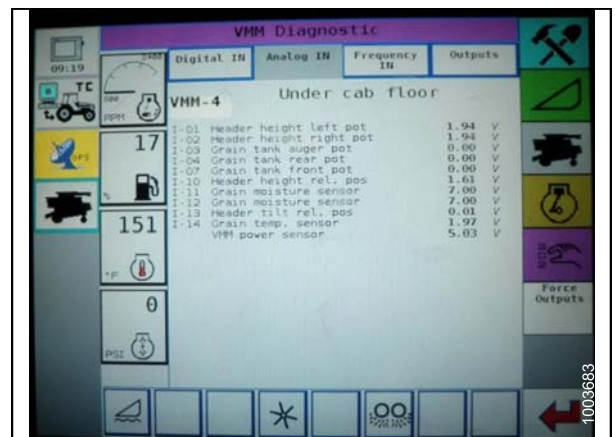 VMM Diagnostic
09:19
2400
Digital IN
Analog IN
Frequency IN
Outputs
TC
RPM
VMM-4
Under cab floor
I-01 Header height left pot 1.94 V
I-02 Header height right pot 1.94 V
I-03 Grain tank auger pot 0.00 V
I-04 Grain tank rear pot 0.00 V
I-07 Grain tank front pot 0.00 V
I-10 Header height rel. pos 1.61 V
I-11 Grain moisture sensor 7.00 V
I-12 Grain moisture sensor 7.00 V
I-13 Header tilt rel. pos 0.01 V
I-14 Grain temp. sensor 1.97 V
VMM power sensor 5.03 V
17
GPS
%
151
°F
Force
Outputs
0
PSI
1003683